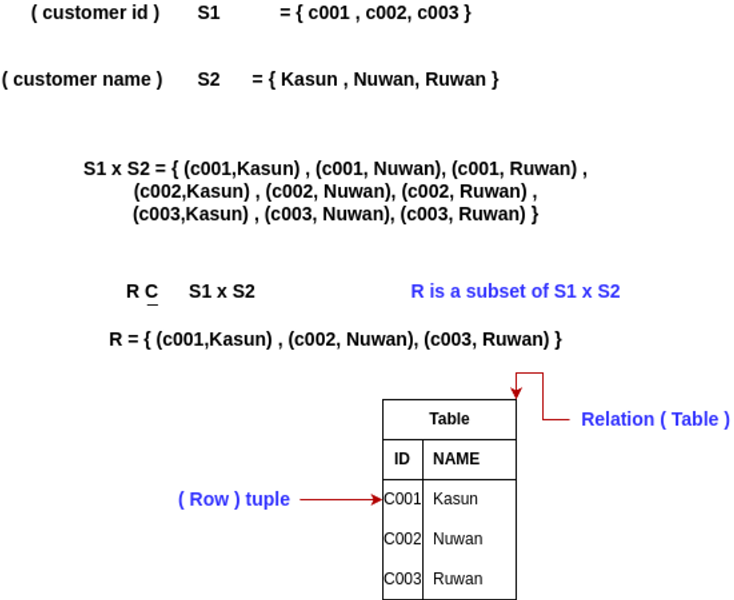 ( customer id ) S1 = { c001 , c002, c003 }
( customer name ) S2 = { Kasun , Nuwan, Ruwan }
S1 x S2 = { (c001,Kasun) , (c001, Nuwan), (c001, Ruwan) ,
(c002,Kasun) , (c002, Nuwan), (c002, Ruwan) ,
(c003,Kasun) , (c003, Nuwan), (c003, Ruwan) }
R C S1 x S2 R is a subset of S1 x S2
R = { (c001,Kasun) , (c002, Nuwan), (c003, Ruwan) }
Table
Relation ( Table )
ID NAME
( Row ) tuple
C001 Kasun
C002 Nuwan
C003 Ruwan